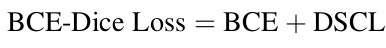 BCE-Dice Loss = BCE + DSCL